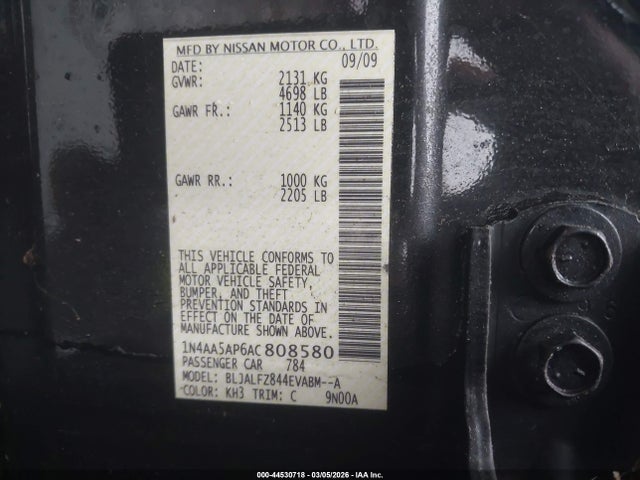 MFD BY NISSAN MOTOR CO., LTD.
DATE: 09/09
GVWR: 2131 KG
4698 LB
GAWR FR.: 1140 KG
2513 LB
GAWR RR.: 1000 KG
2205 LB
THIS VEHICLE CONFORMS TO
ALL APPLICABLE FEDERAL
MOTOR VEHICLE SAFETY
BUMPER, AND THEFT
PREVENTION STANDARDS IN
EFFECT ON THE DATE OF
MANUFACTURE SHOWN ABOVE.
1N4AA5AP6AC808580
PASSENGER CAR 784
MODEL: BLJALFZ844EVABM--A
COLOR: KH3 TRIM: C 9N00A
000-44530718 - 03/05/2026 - IAA Inc.